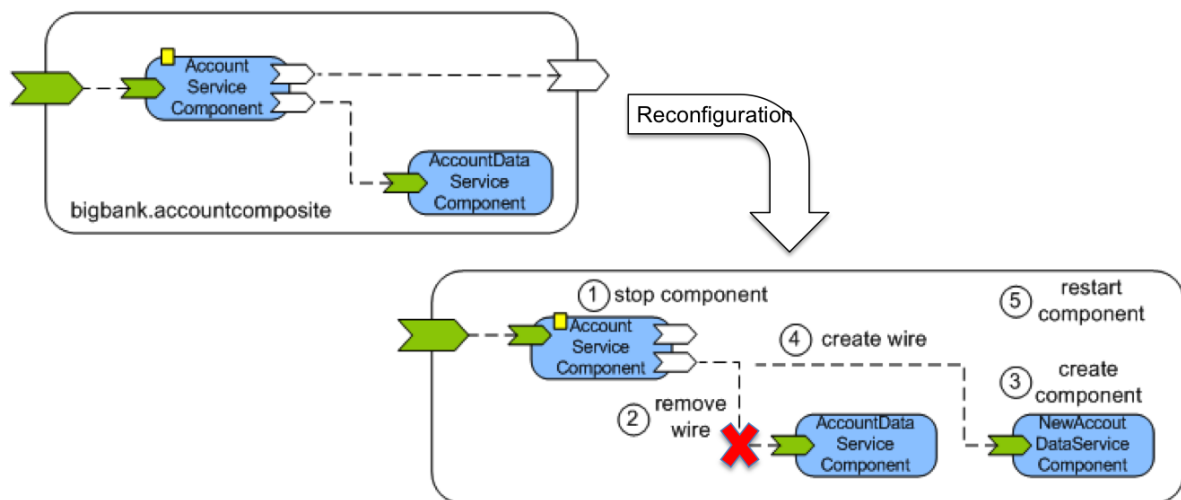 Account
Service
Component
AccountData
Service
Component
bigbank.accountcomposite
Reconfiguration
1 stop component
Account
Service
Component
2 remove
wire
4 create wire
5 restart
component
3 create
component
AccountData
Service
Component
NewAccout
DataService
Component